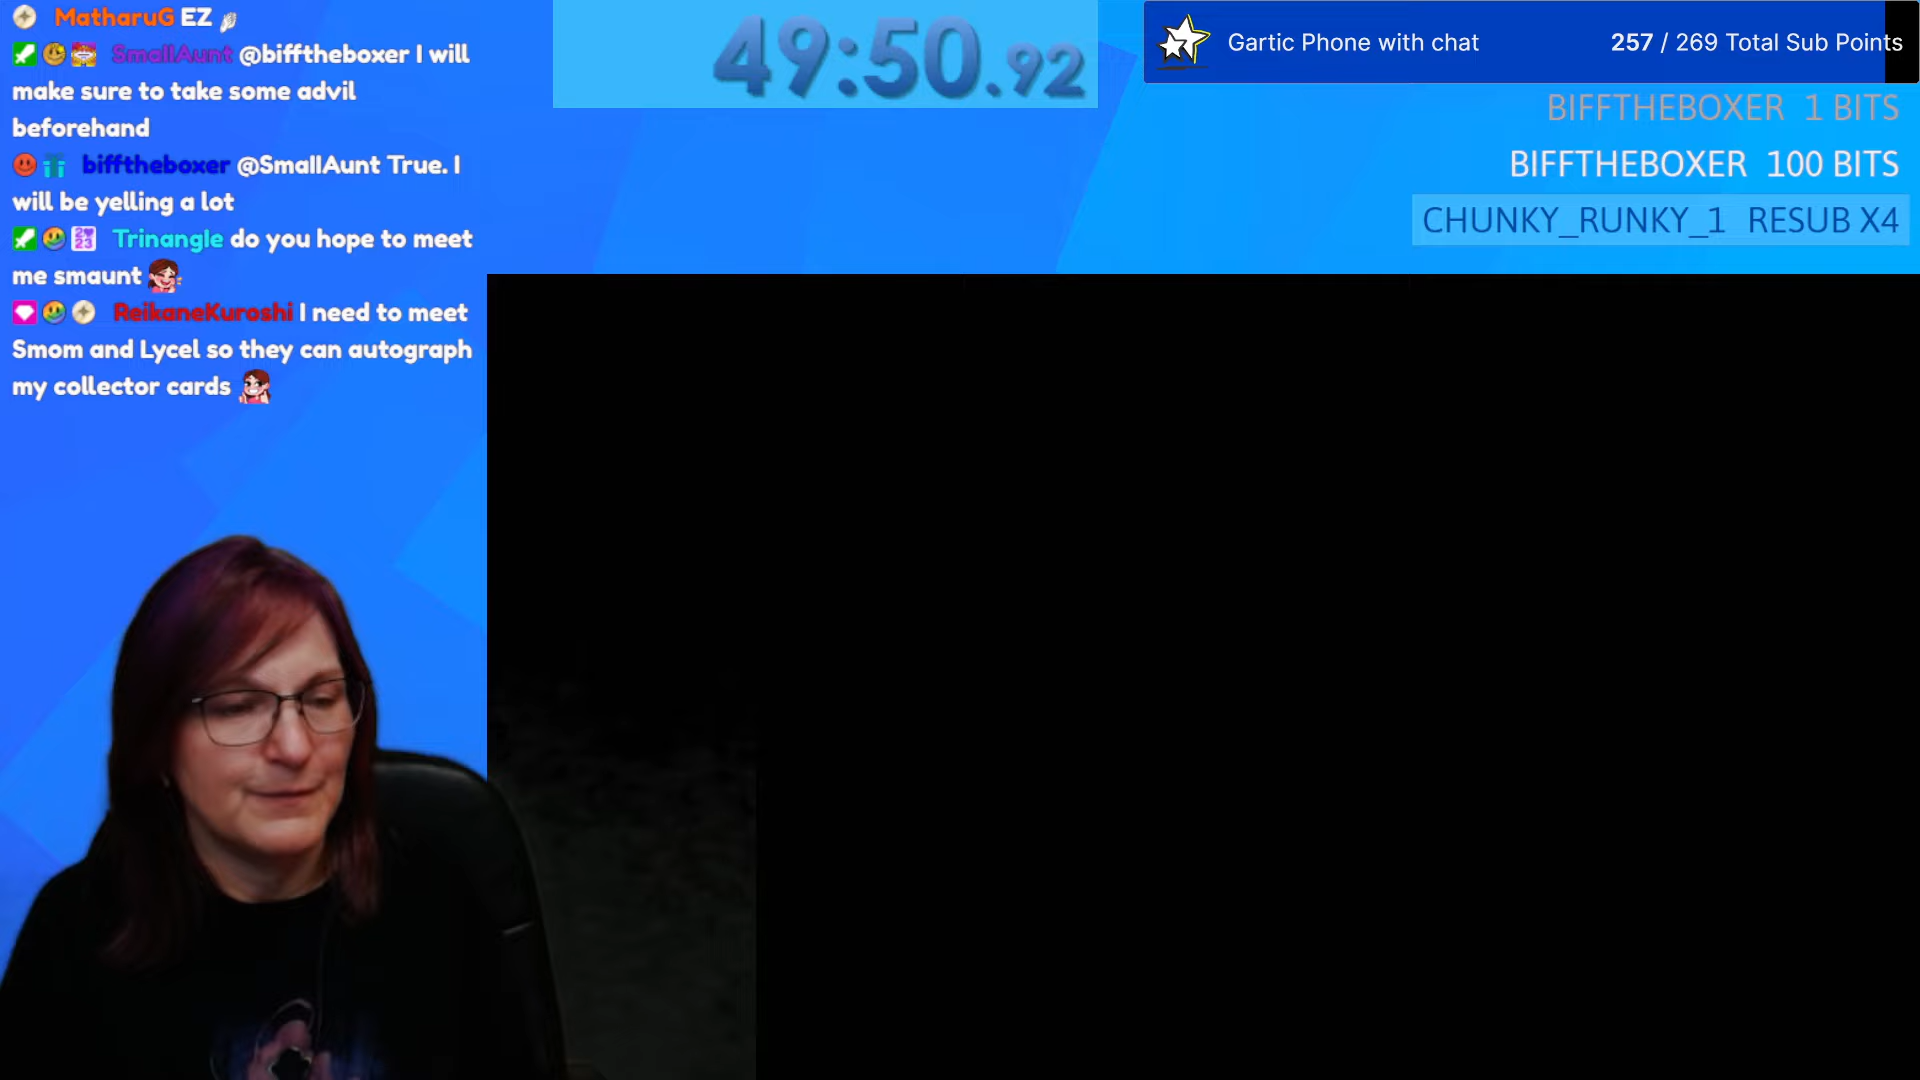 MatharuG EZ
SmallAunt @bifftheboxer I will
make sure to take some advil
beforehand
bifftheboxer @SmallAunt True. I
will be yelling a lot
Trinangle do you hope to meet
me smaunt
ReikaneKuroshi I need to meet
Smom and Lycel so they can autograph
my collector cards
49:50.92
Gartic Phone with chat 257 / 269 Total Sub Points
BIFFTHEBOXER 1 BITS
BIFFTHEBOXER 100 BITS
CHUNKY_RUNKY_1 RESUB X4